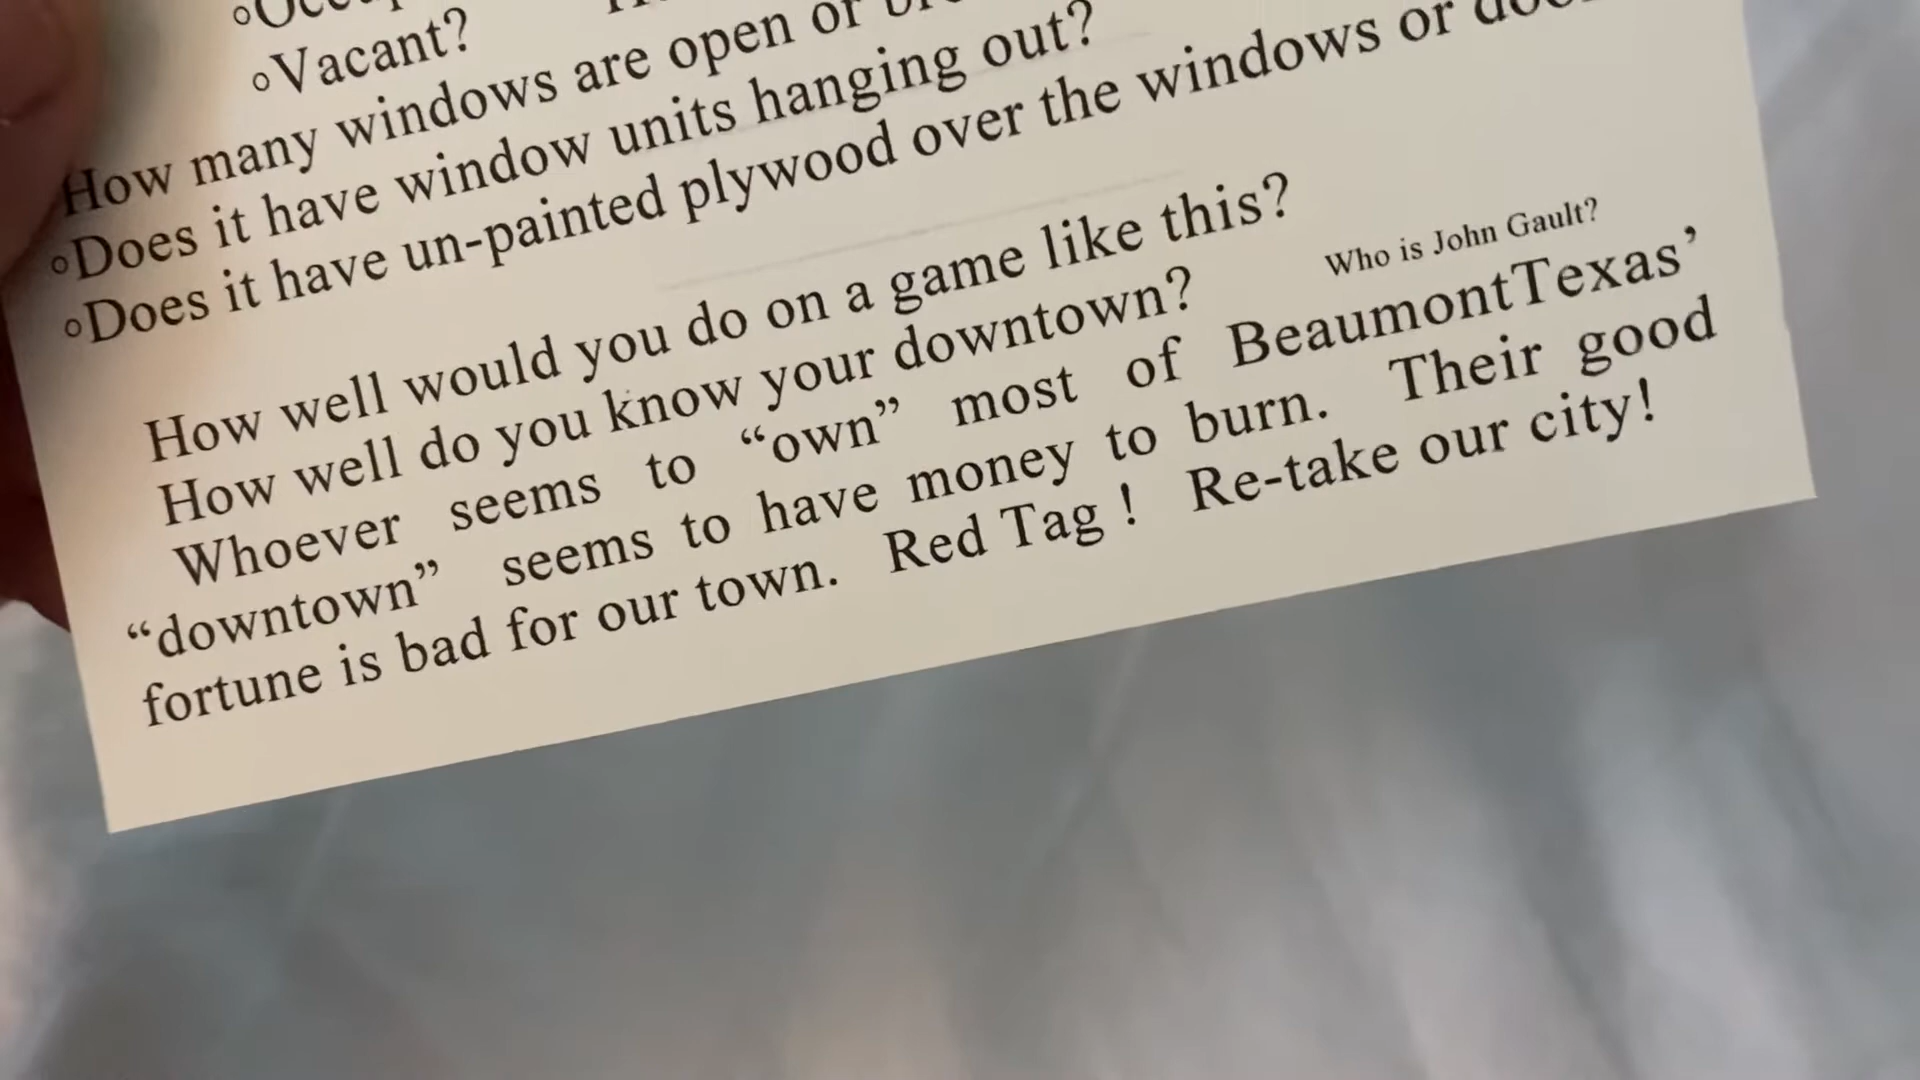 ◦Vacant?
How many windows are open or
◦Does it have window units hanging out?
◦Does it have un-painted plywood over the windows or
How well would you do on a game like this?
How well do you know your downtown?
Who is John Gault?
Whoever seems to “own” most of BeaumontTexas’
“downtown” seems to have money to burn. Their good
fortune is bad for our town. Red Tag ! Re-take our city!